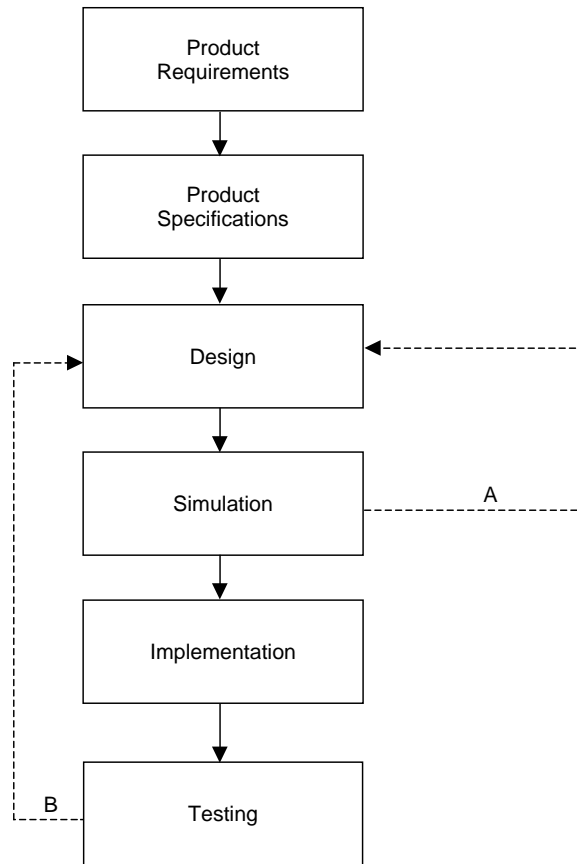 Product
Requirements
Product
Specifications
Design
Simulation
A
Implementation
B
Testing